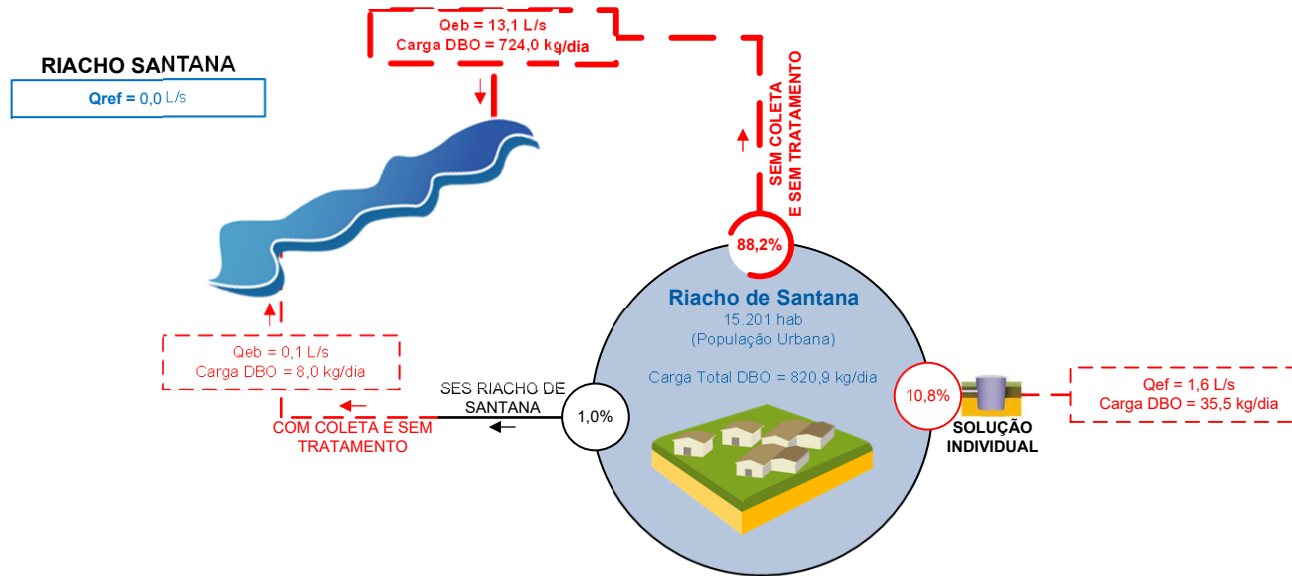 Qeb = 13,1 L/s
Carga DBO = 724,0 kg/dia
RIACHO SANTANA
Qref = 0,0 L/s
SEM COLETA
E SEM TRATAMENTO
88,2%
Riacho de Santana
15.201 hab
(População Urbana)
Carga Total DBO = 820,9 kg/dia
Qeb = 0,1 L/s
Carga DBO = 8,0 kg/dia
SES RIACHO DE
SANTANA
1,0%
COM COLETA E SEM
TRATAMENTO
10,8%
SOLUÇÃO
INDIVIDUAL
Qef = 1,6 L/s
Carga DBO = 35,5 kg/dia